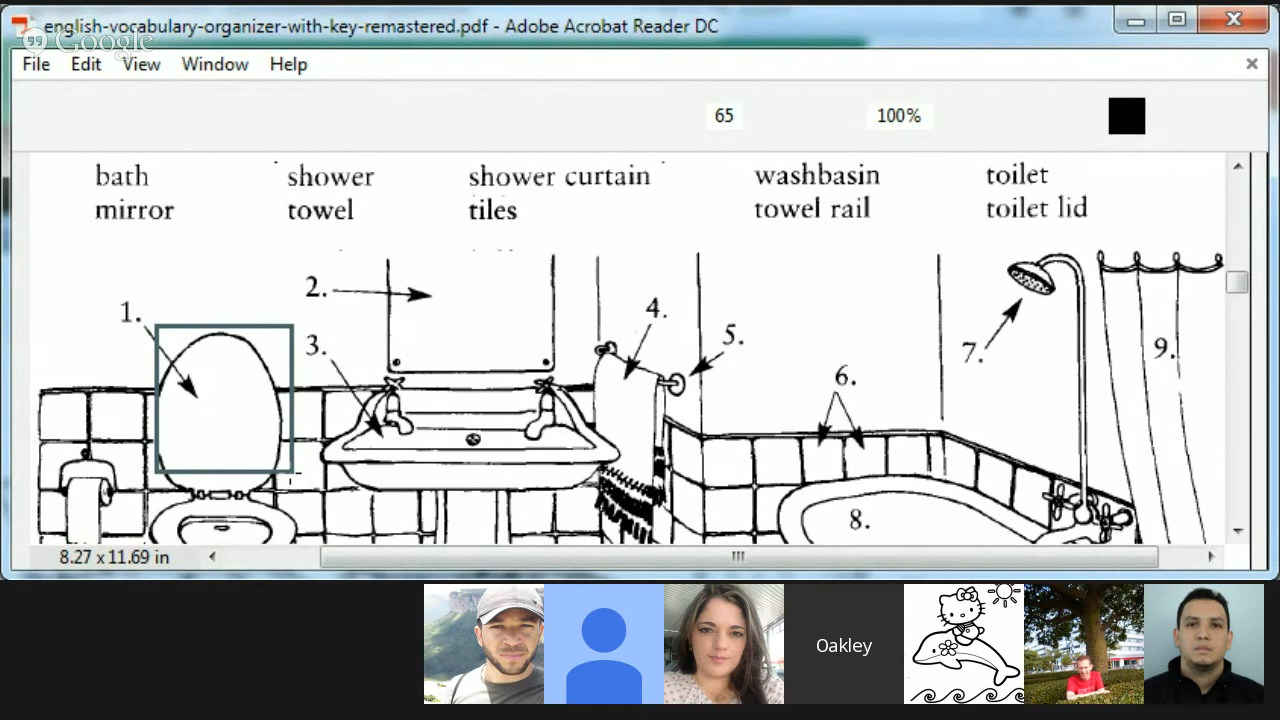 english-vocabulary-organizer-with-key-remastered.pdf - Adobe Acrobat Reader DC
Google
File Edit View Window Help
65 100%
bath shower shower curtain washbasin toilet
mirror towel tiles towel rail toilet lid
1.
2.
3.
4.
5.
6.
7.
8.
9.
8.27 x 11.69 in
Oakley